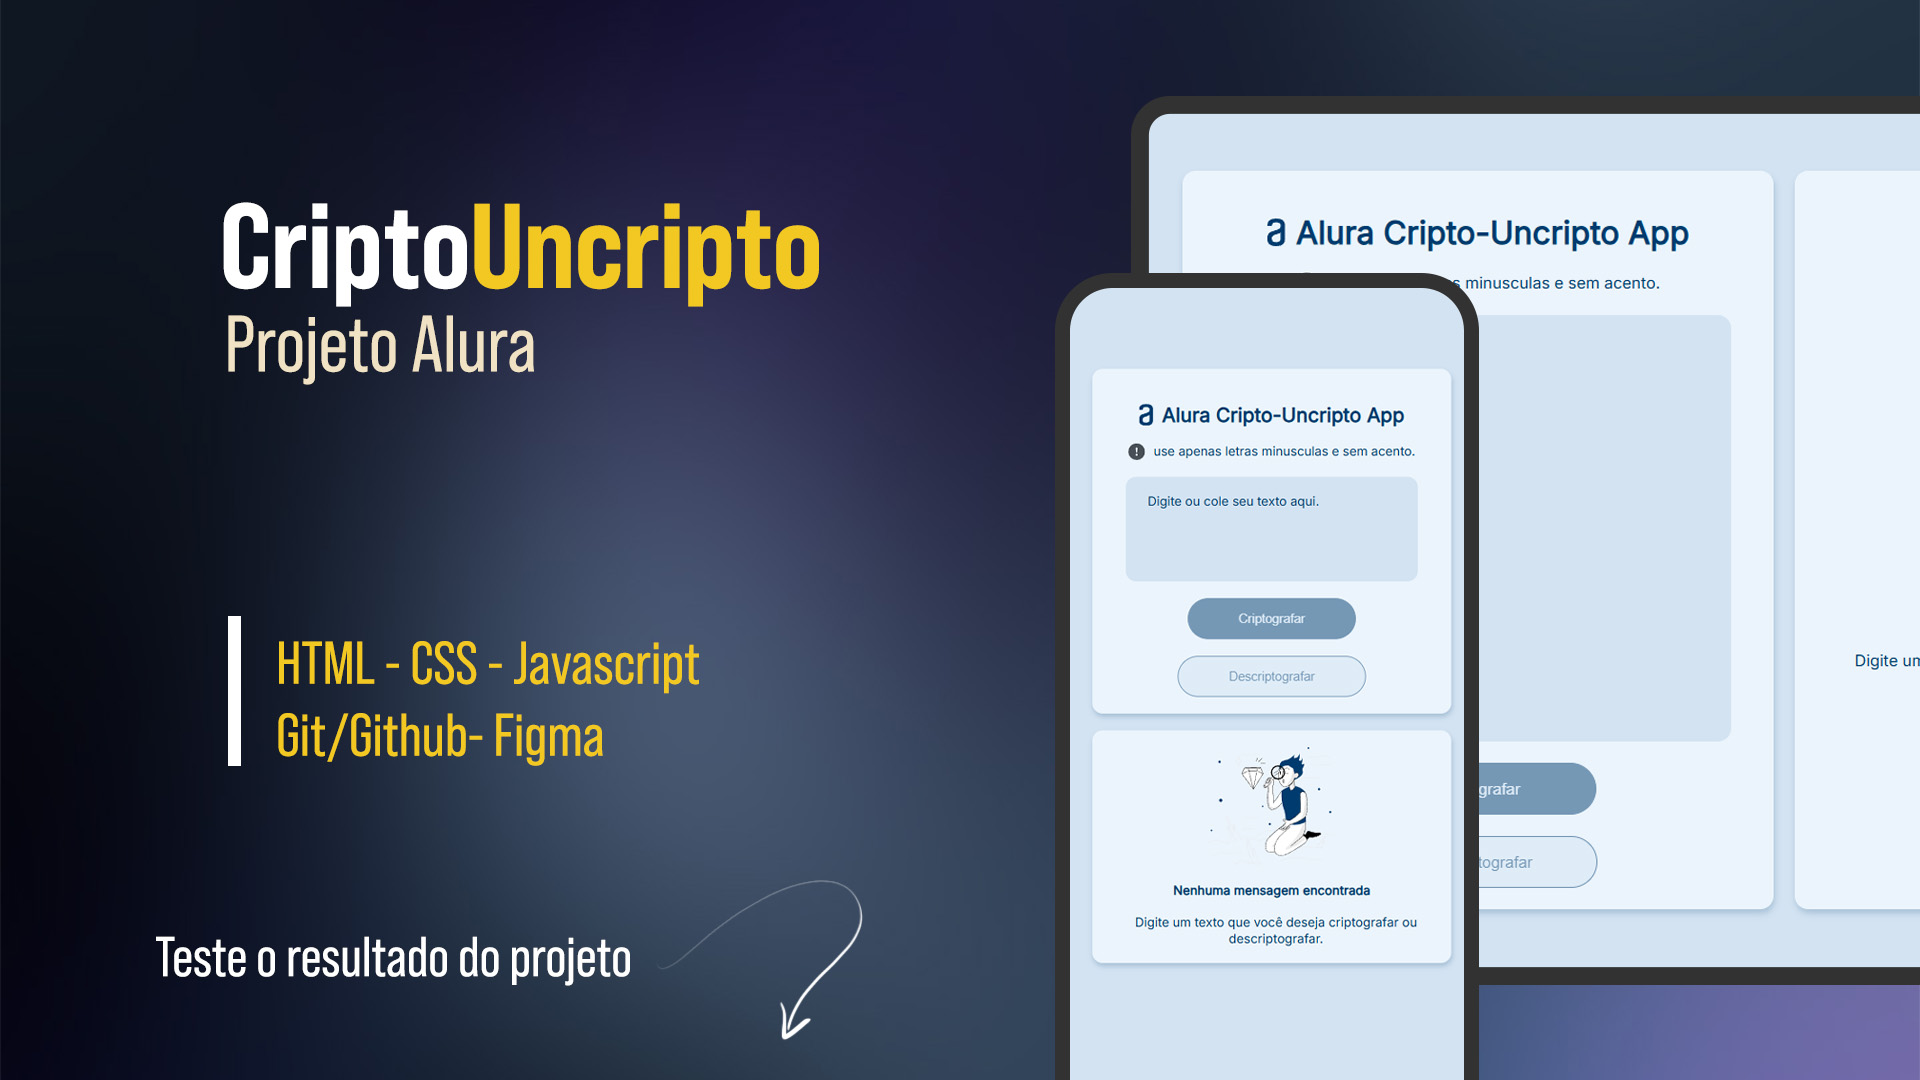 CriptoUncripto
Projeto Alura
HTML - CSS - Javascript
Git/Github- Figma
Teste o resultado do projeto
a Alura Cripto-Uncripto App
! use apenas letras minusculas e sem acento.
Digite ou cole seu texto aqui.
Criptografar
Descriptografar
Nenhuma mensagem encontrada
Digite um texto que você deseja criptografar ou
descriptografar.
a Alura Cripto-Uncripto App
minusculas e sem acento.
grafar
tografar
Digite um